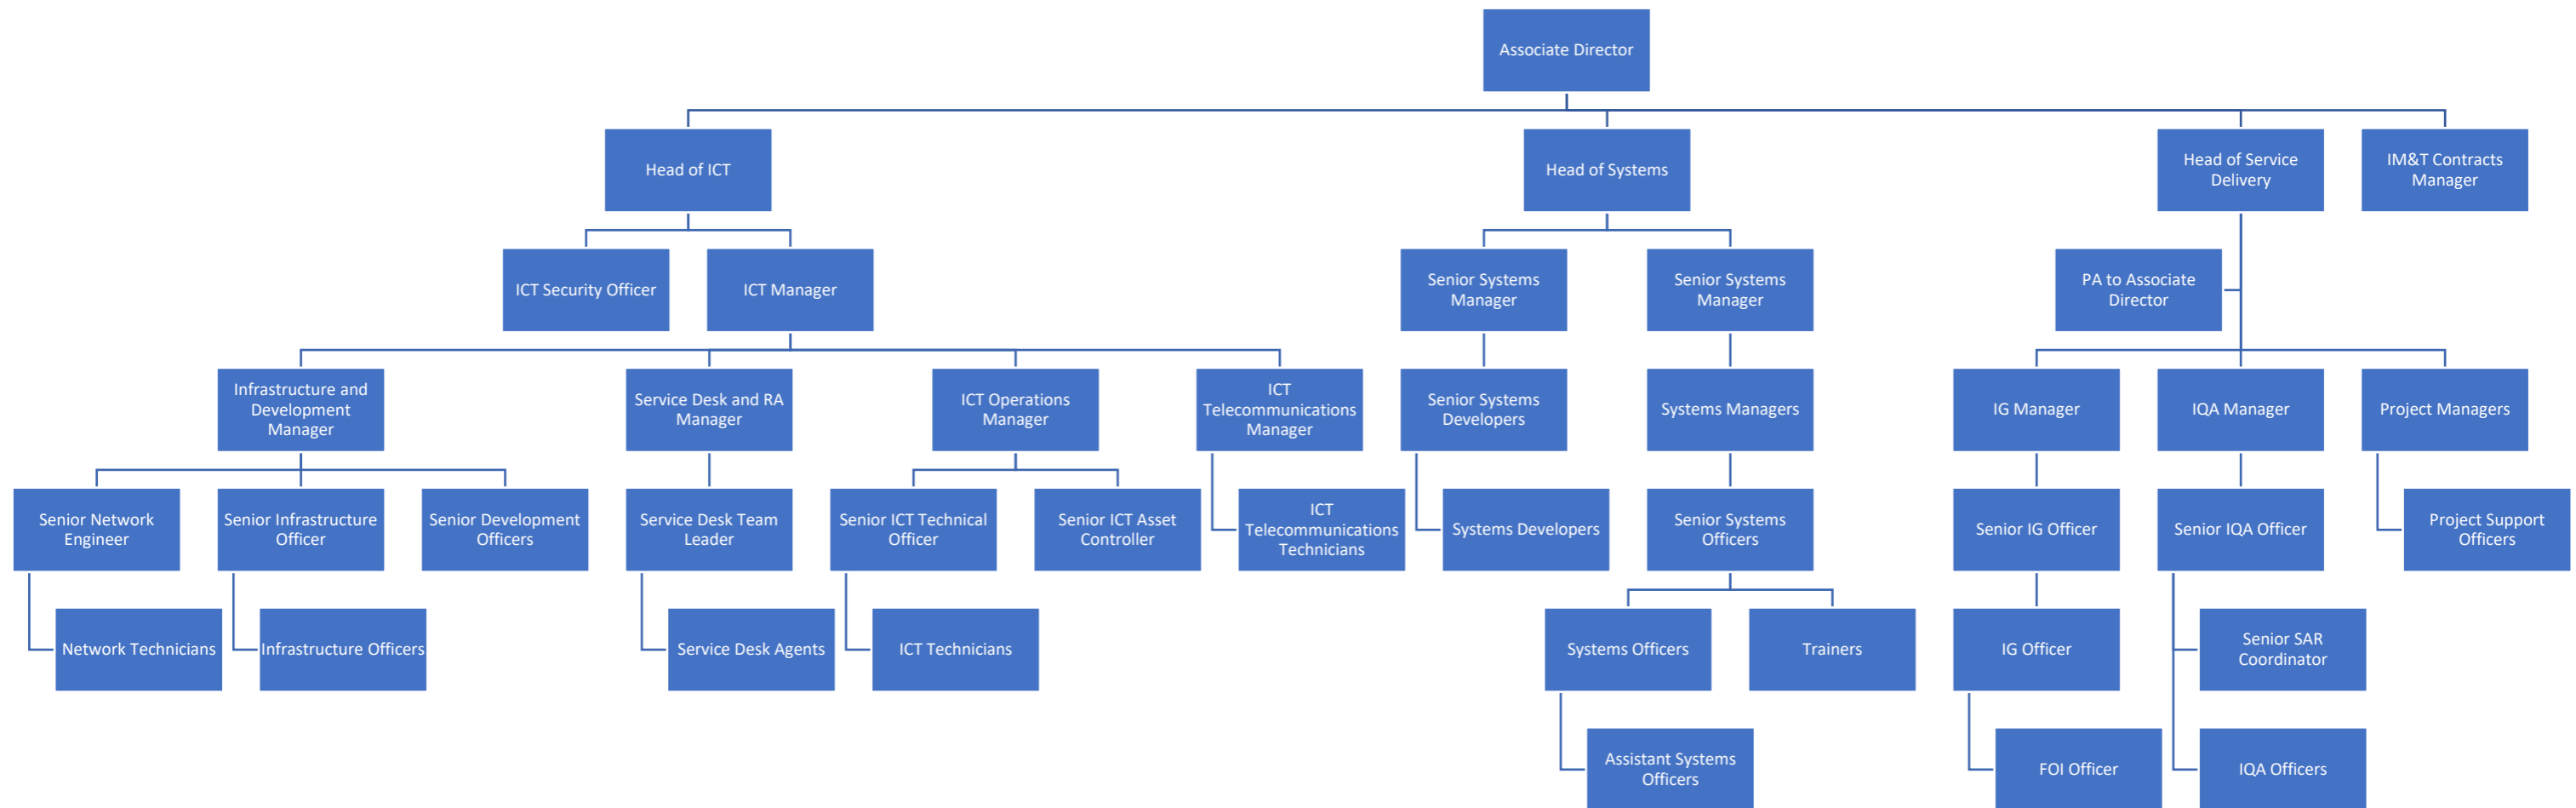 Associate Director
Head of ICT
Head of Systems
Head of Service
Delivery
IM&T Contracts
Manager
ICT Security Officer
ICT Manager
Senior Systems
Manager
Senior Systems
Manager
PA to Associate
Director
Infrastructure and
Development
Manager
Service Desk and RA
Manager
ICT Operations
Manager
ICT
Telecommunications
Manager
Senior Systems
Developers
Systems Managers
IG Manager
IQA Manager
Project Managers
Senior Network
Engineer
Senior Infrastructure
Officer
Senior Development
Officers
Service Desk Team
Leader
Senior ICT Technical
Officer
Senior ICT Asset
Controller
ICT
Telecommunications
Technicians
Systems Developers
Senior Systems
Officers
Senior IG Officer
Senior IQA Officer
Project Support
Officers
Network Technicians
Infrastructure Officers
Service Desk Agents
ICT Technicians
Systems Officers
Trainers
IG Officer
Senior SAR
Coordinator
Assistant Systems
Officers
FOI Officer
IQA Officers